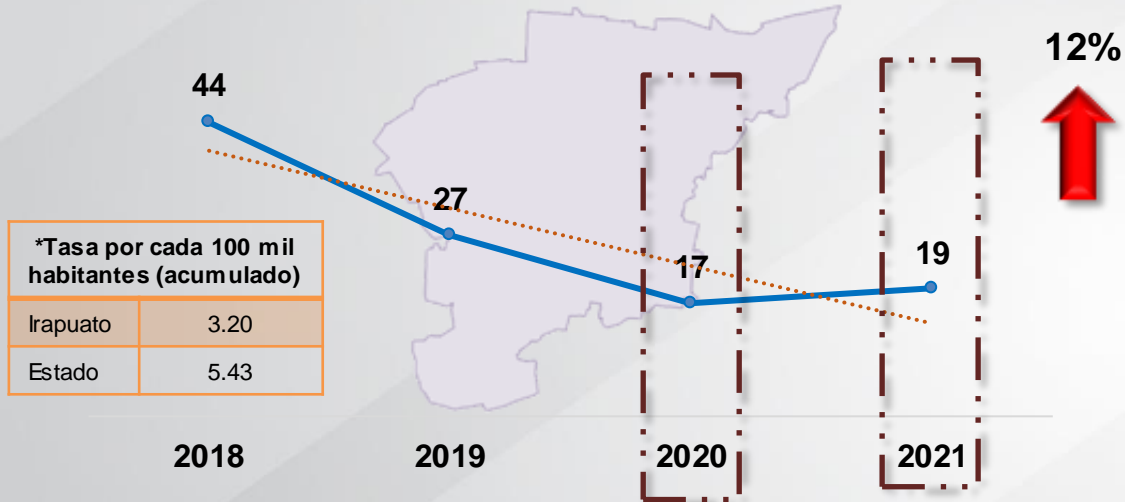 12%
44
27
17
19
*Tasa por cada 100 mil
habitantes (acumulado)
Irapuato 3.20
Estado 5.43
2018 2019 2020 2021